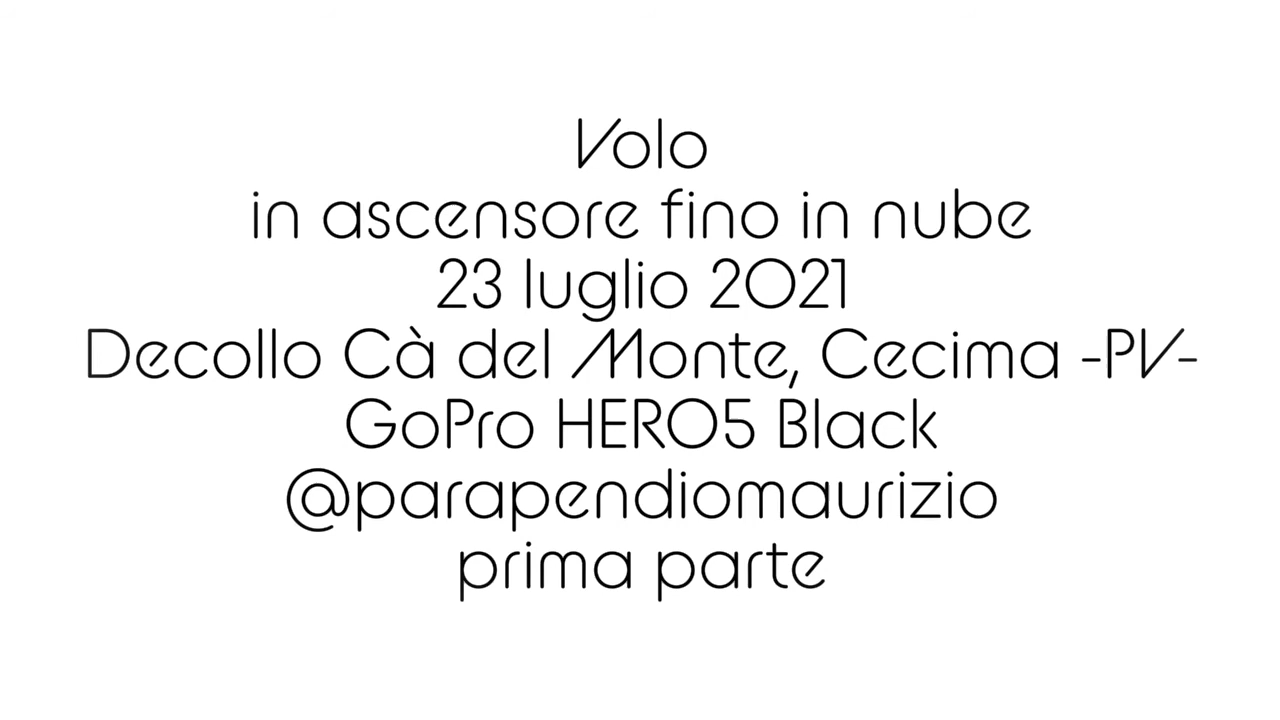 Volo
in ascensore fino in nube
23 luglio 2021
Decollo Cà del Monte, Cecima -PV-
GoPro HERO5 Black
@parapendiomaurizio
prima parte